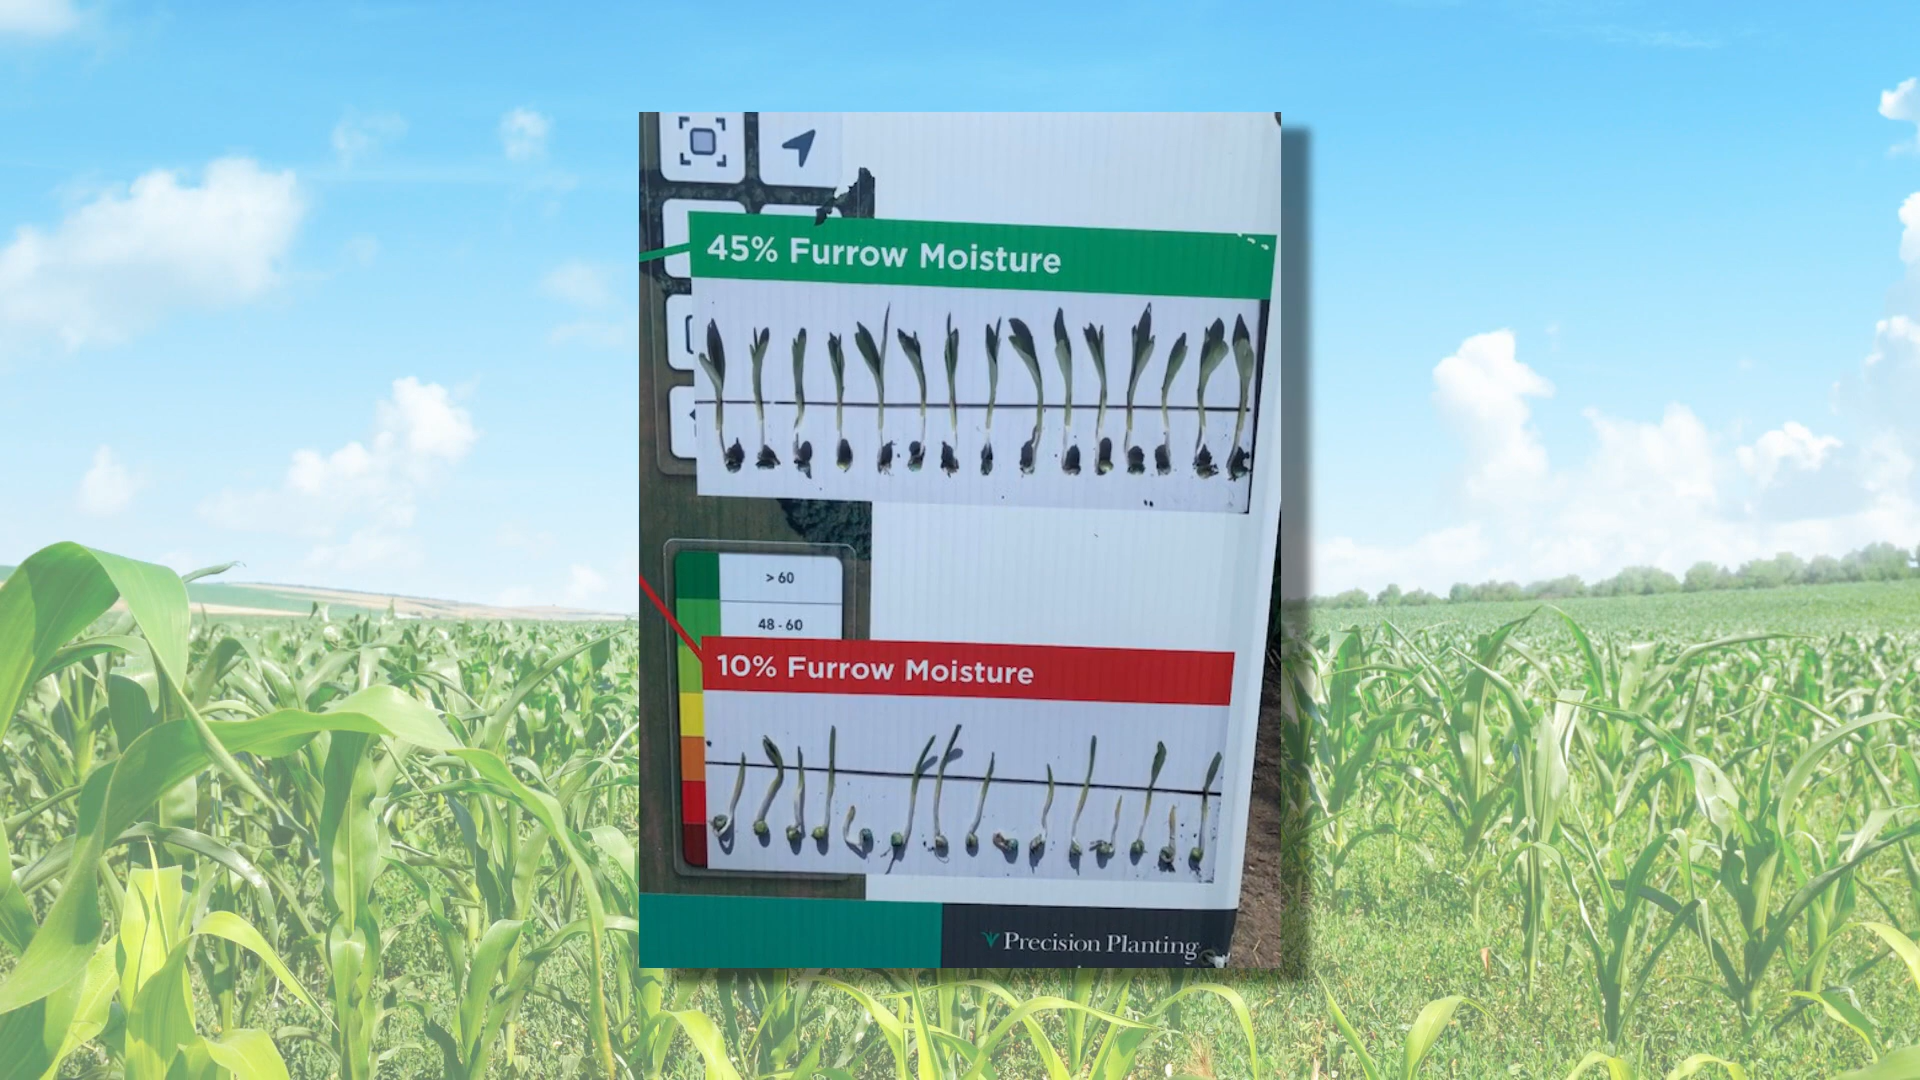 45% Furrow Moisture
> 60
48 - 60
10% Furrow Moisture
Precision Planting